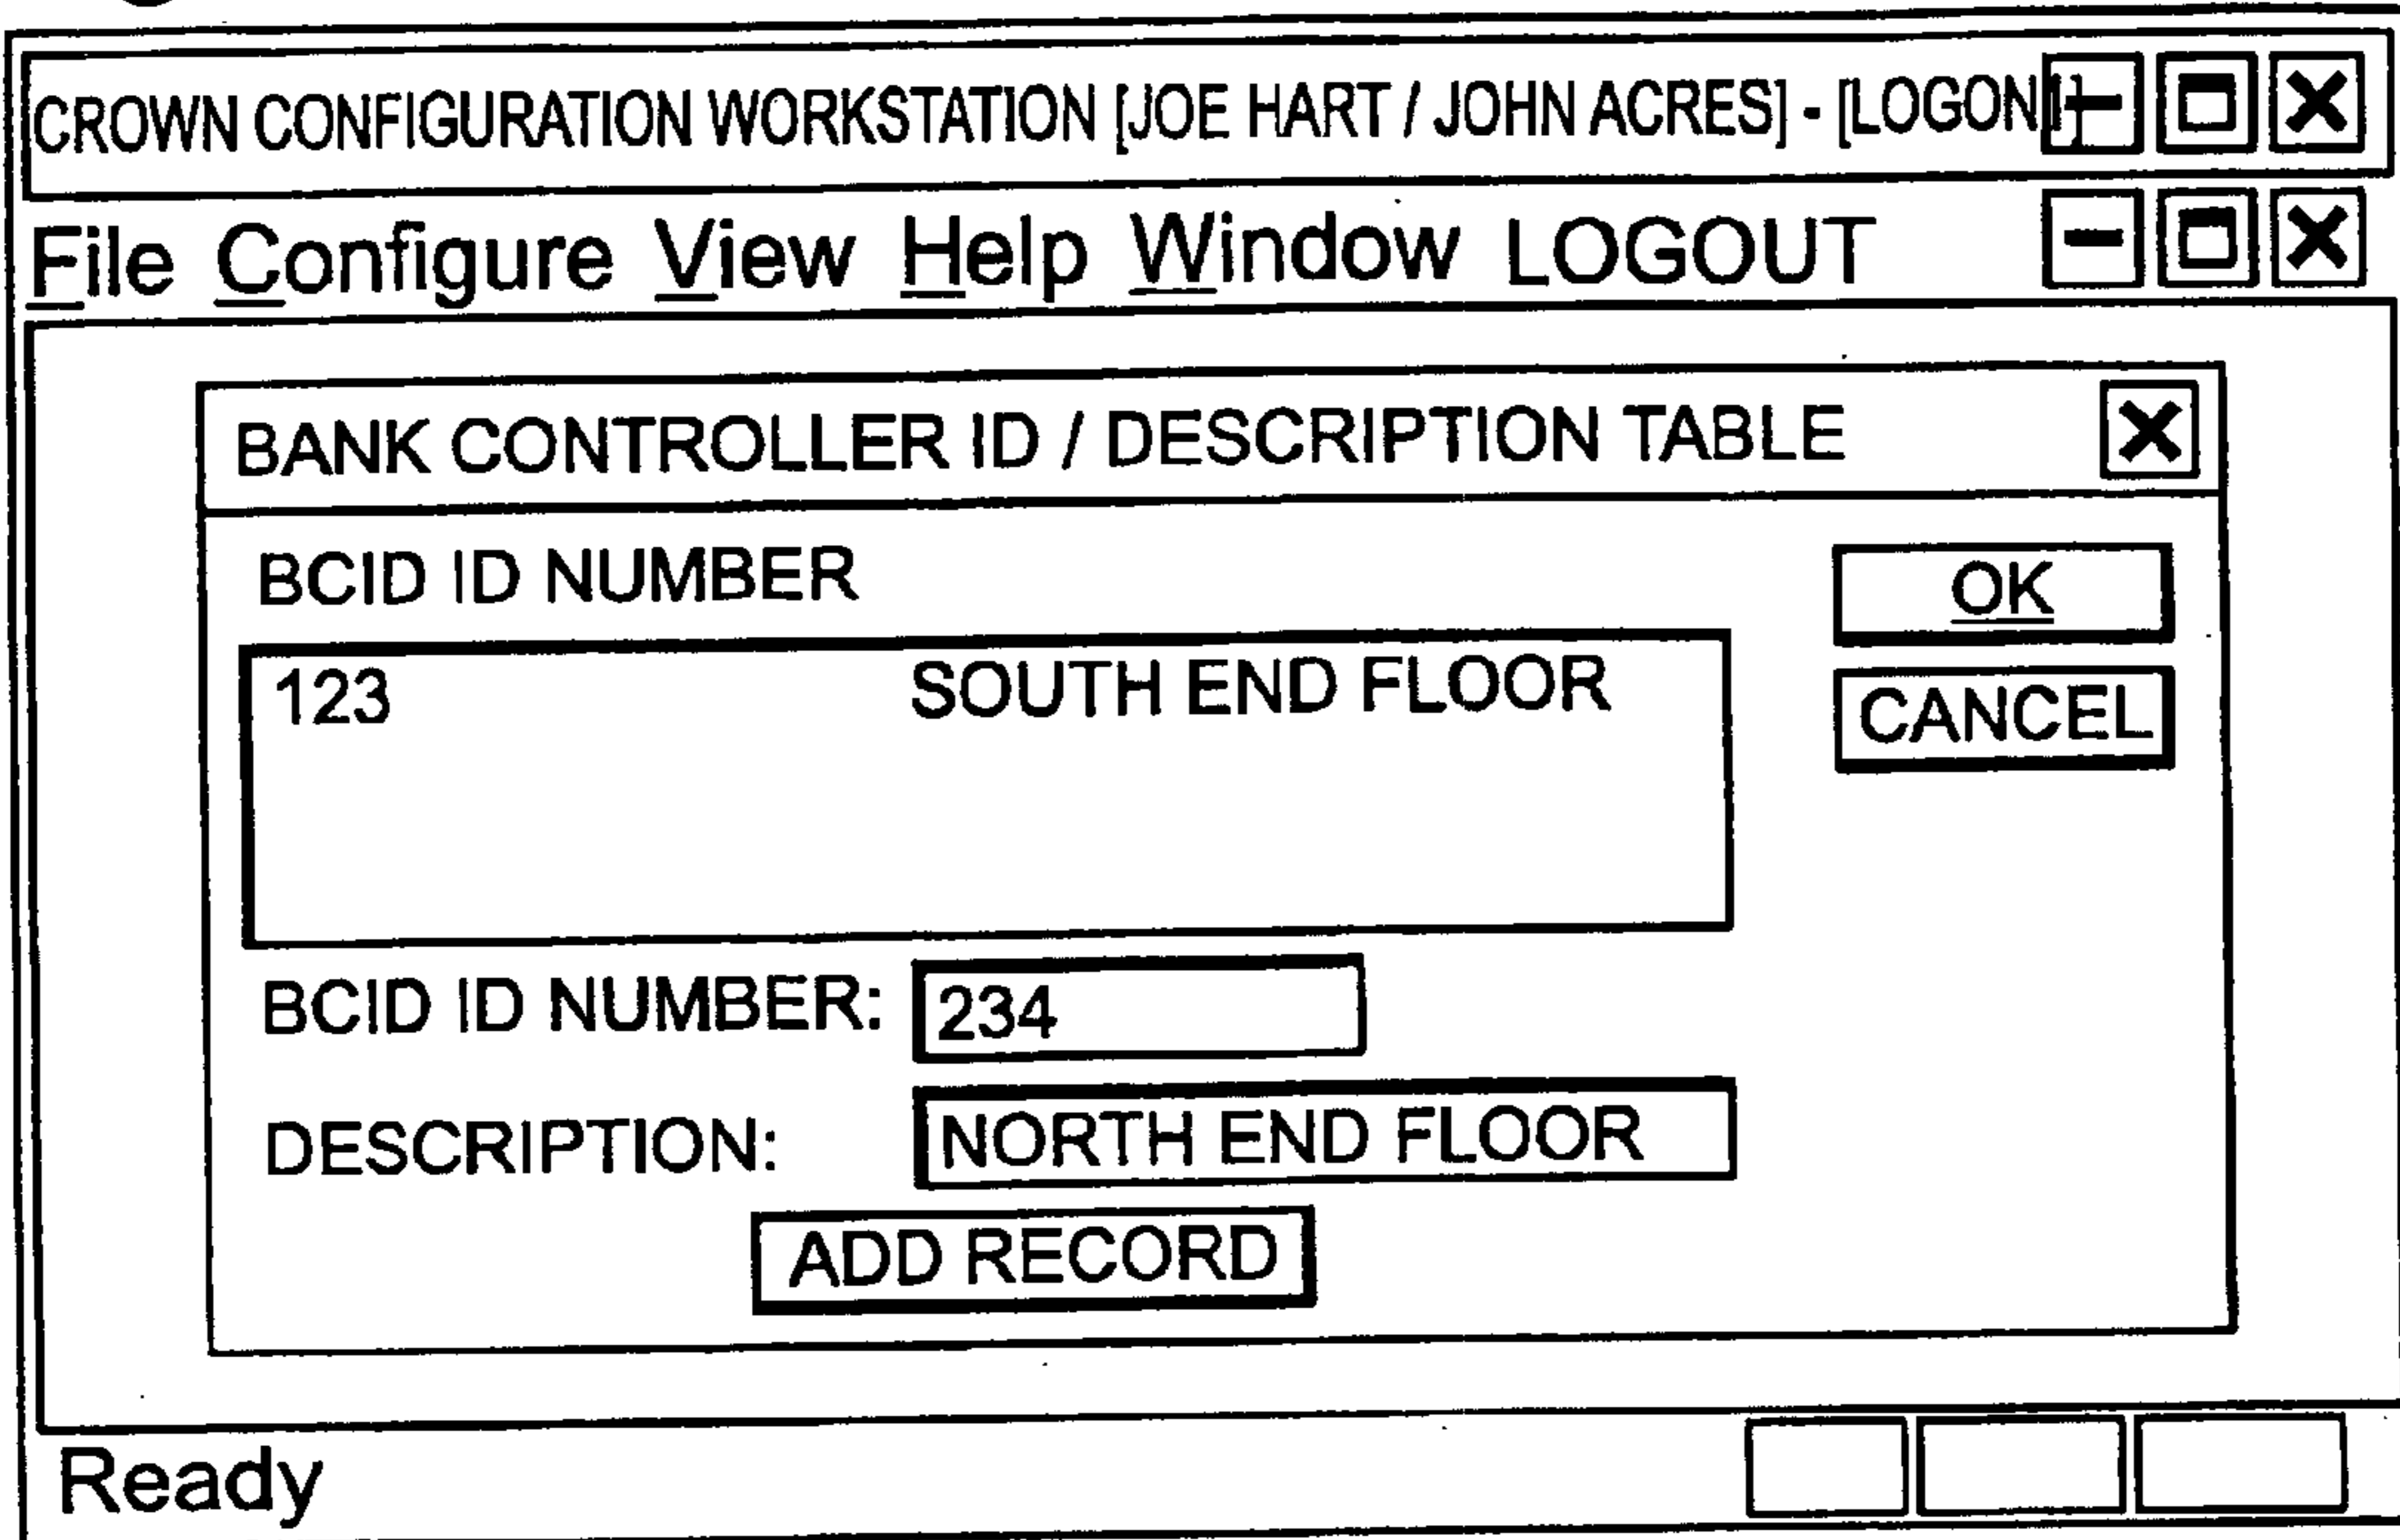 CROWN CONFIGURATION WORKSTATION [JOE HART / JOHN ACRES] - [LOGON]
File Configure View Help Window LOGOUT
BANK CONTROLLER ID / DESCRIPTION TABLE
BCID ID NUMBER
OK
123 SOUTH END FLOOR
CANCEL
BCID ID NUMBER: 234
DESCRIPTION: NORTH END FLOOR
ADD RECORD
Ready